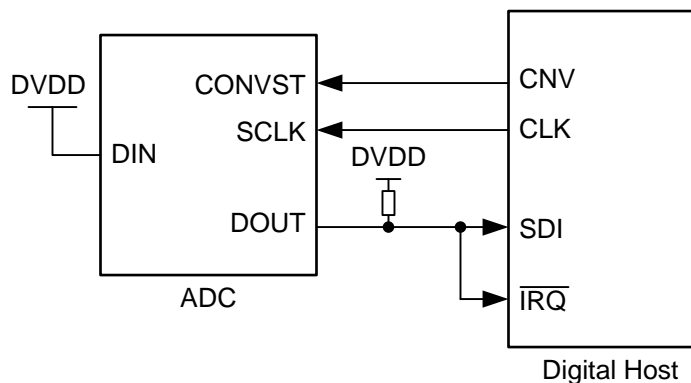 DVDD
DIN
CONVST
SCLK
DVDD
DOUT
ADC
CNV
CLK
SDI
IRQ
Digital Host